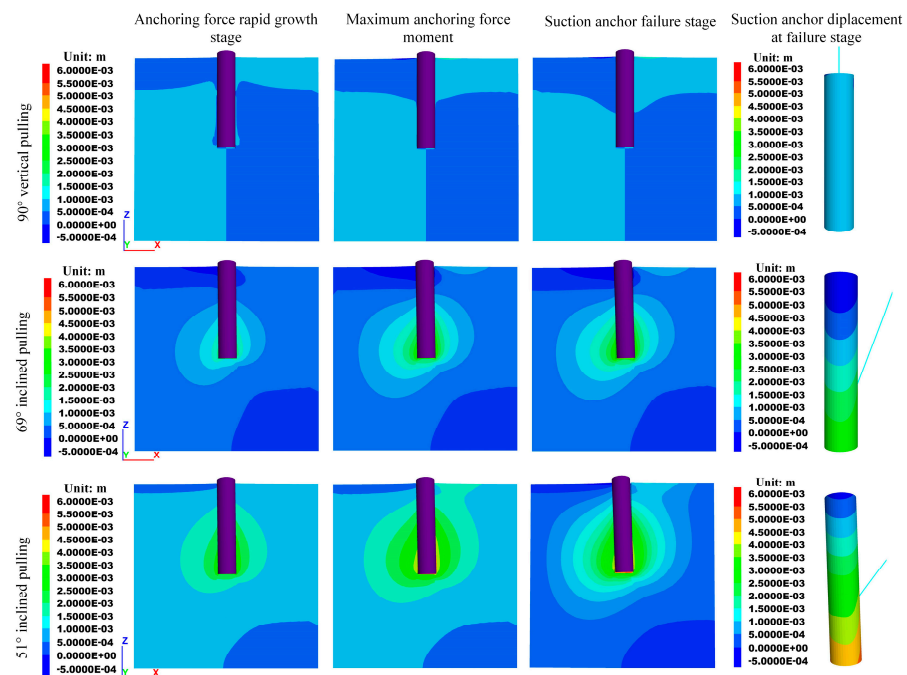 Anchoring force rapid growth
stage
Maximum anchoring force
moment
Suction anchor failure stage
Suction anchor diplacement
at failure stage
90° vertical pulling
Unit: m
6.0000E-03
5.5000E-03
5.0000E-03
4.5000E-03
4.0000E-03
3.5000E-03
3.0000E-03
2.5000E-03
2.0000E-03
1.5000E-03
1.0000E-03
5.0000E-04
0.0000E+00
-5.0000E-04
Z
Y
X
Unit: m
6.0000E-03
5.5000E-03
5.0000E-03
4.5000E-03
4.0000E-03
3.5000E-03
3.0000E-03
2.5000E-03
2.0000E-03
1.5000E-03
1.0000E-03
5.0000E-04
0.0000E+00
-5.0000E-04
69° inclined pulling
Unit: m
6.0000E-03
5.5000E-03
5.0000E-03
4.5000E-03
4.0000E-03
3.5000E-03
3.0000E-03
2.5000E-03
2.0000E-03
1.5000E-03
1.0000E-03
5.0000E-04
0.0000E+00
-5.0000E-04
Z
Y
X
Unit: m
6.0000E-03
5.5000E-03
5.0000E-03
4.5000E-03
4.0000E-03
3.5000E-03
3.0000E-03
2.5000E-03
2.0000E-03
1.5000E-03
1.0000E-03
5.0000E-04
0.0000E+00
-5.0000E-04
51° inclined pulling
Unit: m
6.0000E-03
5.5000E-03
5.0000E-03
4.5000E-03
4.0000E-03
3.5000E-03
3.0000E-03
2.5000E-03
2.0000E-03
1.5000E-03
1.0000E-03
5.0000E-04
0.0000E+00
-5.0000E-04
Z
Y
X
Unit: m
6.0000E-03
5.5000E-03
5.0000E-03
4.5000E-03
4.0000E-03
3.5000E-03
3.0000E-03
2.5000E-03
2.0000E-03
1.5000E-03
1.0000E-03
5.0000E-04
0.0000E+00
-5.0000E-04